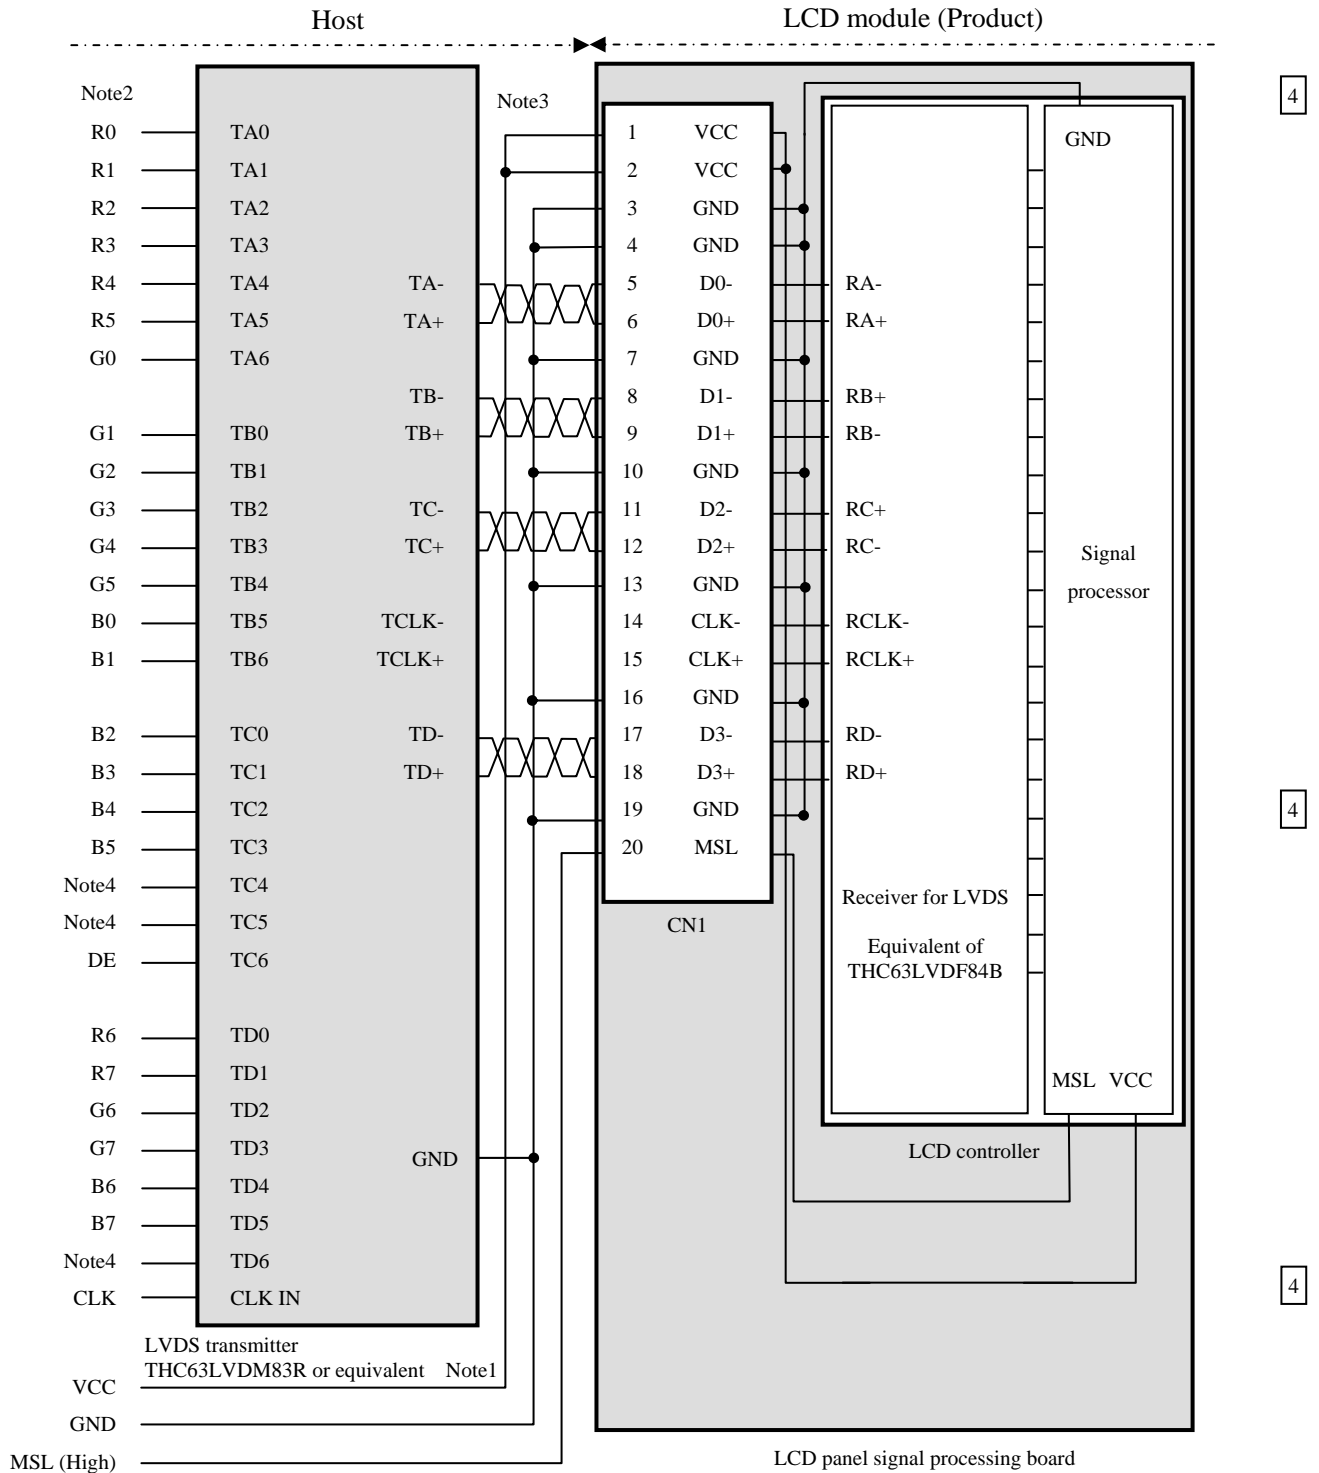 Host
LCD module (Product)
Note2
Note3
4
R0 TA0 1 VCC
GND
R1 TA1 2 VCC
R2 TA2 3 GND
R3 TA3 4 GND
R4 TA4 TA- 5 D0- RA-
R5 TA5 TA+ 6 D0+ RA+
G0 TA6 7 GND
TB- 8 D1- RB+
G1 TB0 TB+ 9 D1+ RB-
G2 TB1 10 GND
G3 TB2 TC- 11 D2- RC+
G4 TB3 TC+ 12 D2+ RC-
Signal
processor
G5 TB4 13 GND
B0 TB5 TCLK- 14 CLK- RCLK-
B1 TB6 TCLK+ 15 CLK+ RCLK+
16 GND
B2 TC0 TD- 17 D3- RD-
B3 TC1 TD+ 18 D3+ RD+
B4 TC2 19 GND
4
B5 TC3 20 MSL
Note4 TC4
Receiver for LVDS
Note4 TC5
CN1
Equivalent of
THC63LVDF84B
DE TC6
R6 TD0
R7 TD1
MSL VCC
G6 TD2
G7 TD3
GND
LCD controller
B6 TD4
B7 TD5
Note4 TD6
4
CLK CLK IN
LVDS transmitter
THC63LVDM83R or equivalent Note1
VCC
GND
MSL (High)
LCD panel signal processing board